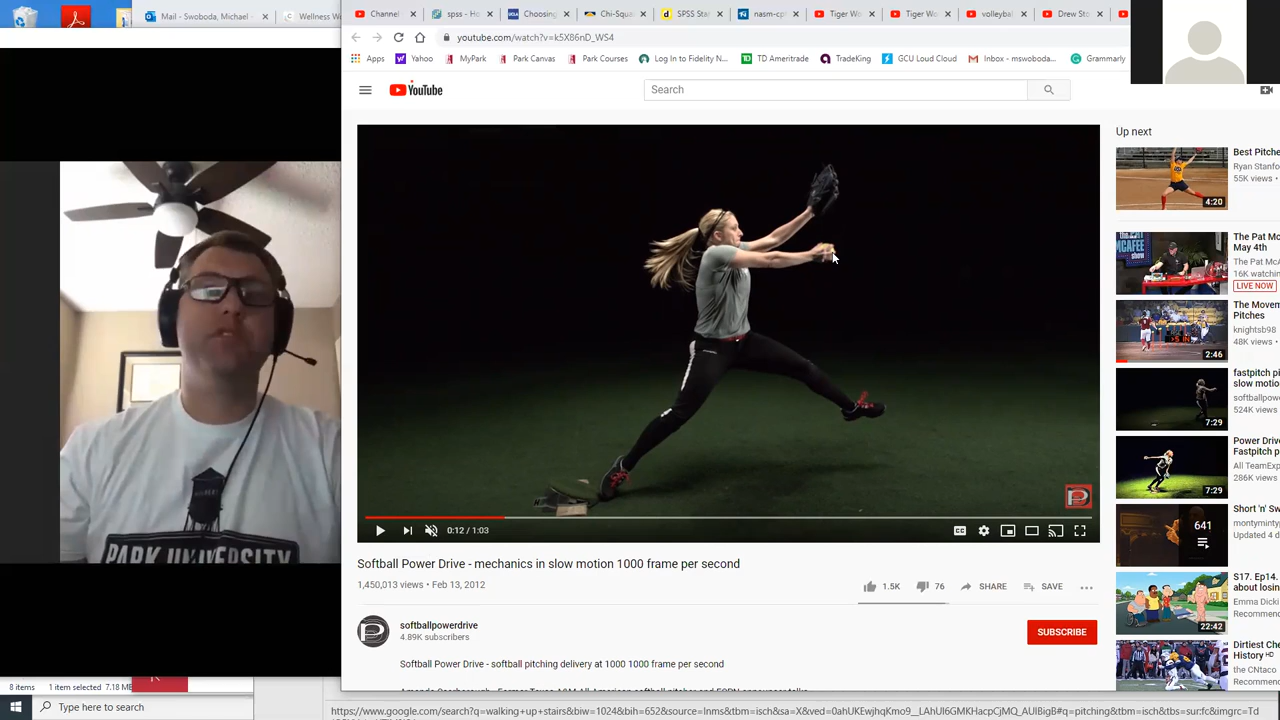 Mail - Swoboda, Michael -
Wellness W
Channel
spss - Ho
Choosing
Chi-Squar
SPSS Star
nasm-cp
Tiger
Tiger W
volleybal
Drew Sto
youtube.com/watch?v=k5X86nD_WS4
Apps
Yahoo
MyPark
Park Canvas
Park Courses
Log In to Fidelity N...
TD Ameritrade
TradeKing
GCU Loud Cloud
Inbox - mswoboda...
Grammarly
YouTube
Search
Up next
Best Pitche
Ryan Stanfo
55K views •
4:20
The Pat Mc
May 4th
The Pat McA
16K watchin
LIVE NOW
The Movem
Pitches
knightsb98
48K views •
2:46
fastpitch pi
slow motio
softballpow
524K views
7:29
Power Drive
Fastpitch p
All TeamExp
286K views
7:29
Short 'n' Sw
montyminty
Updated 4 d
641
S17. Ep14.
about losin
Emma Dicki
Recommend
22:42
Dirtiest Che
History HD
the CNtaco
Recommend
0:12 / 1:03
Softball Power Drive - mechanics in slow motion 1000 frame per second
1,450,013 views • Feb 13, 2012
1.5K
76
SHARE
SAVE
softballpowerdrive
4.89K subscribers
SUBSCRIBE
Softball Power Drive - softball pitching delivery at 1000 1000 frame per second
PARK UNIVERSITY
8 items
1 item selected
7.18 MB
Type here to search